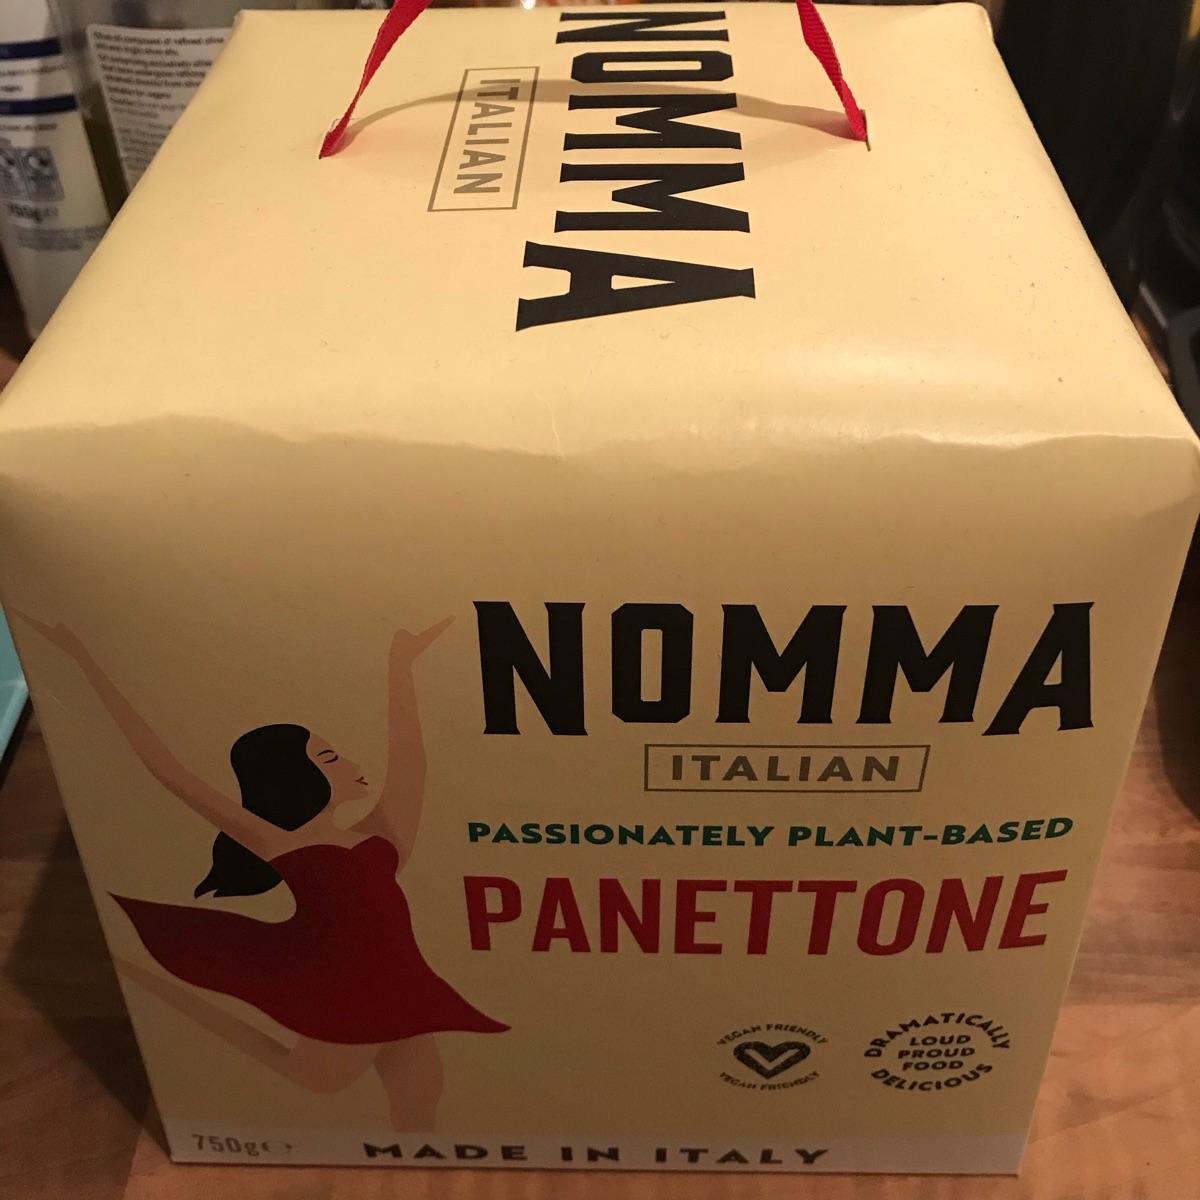 NOMMA
ITALIAN
NOMMA
ITALIAN
PASSIONATELY PLANT-BASED
PANETTONE
VEGAN FRIENDLY
VEGAN FRIENDLY
DRAMATICALLY
LOUD
PROUD
FOOD
DELICIOUS
750g℮
MADE IN ITALY